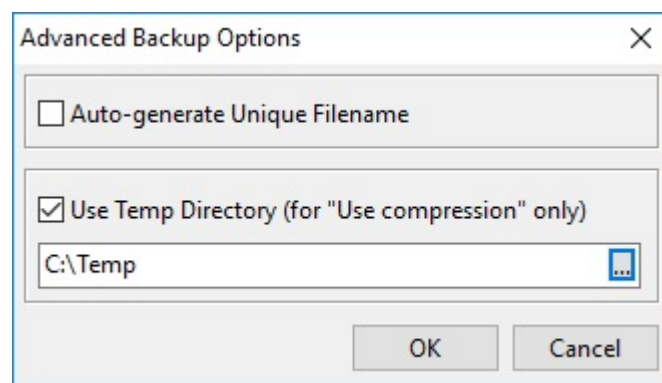 Advanced Backup Options
Auto-generate Unique Filename
Use Temp Directory (for "Use compression" only)
C:\Temp
...
OK Cancel